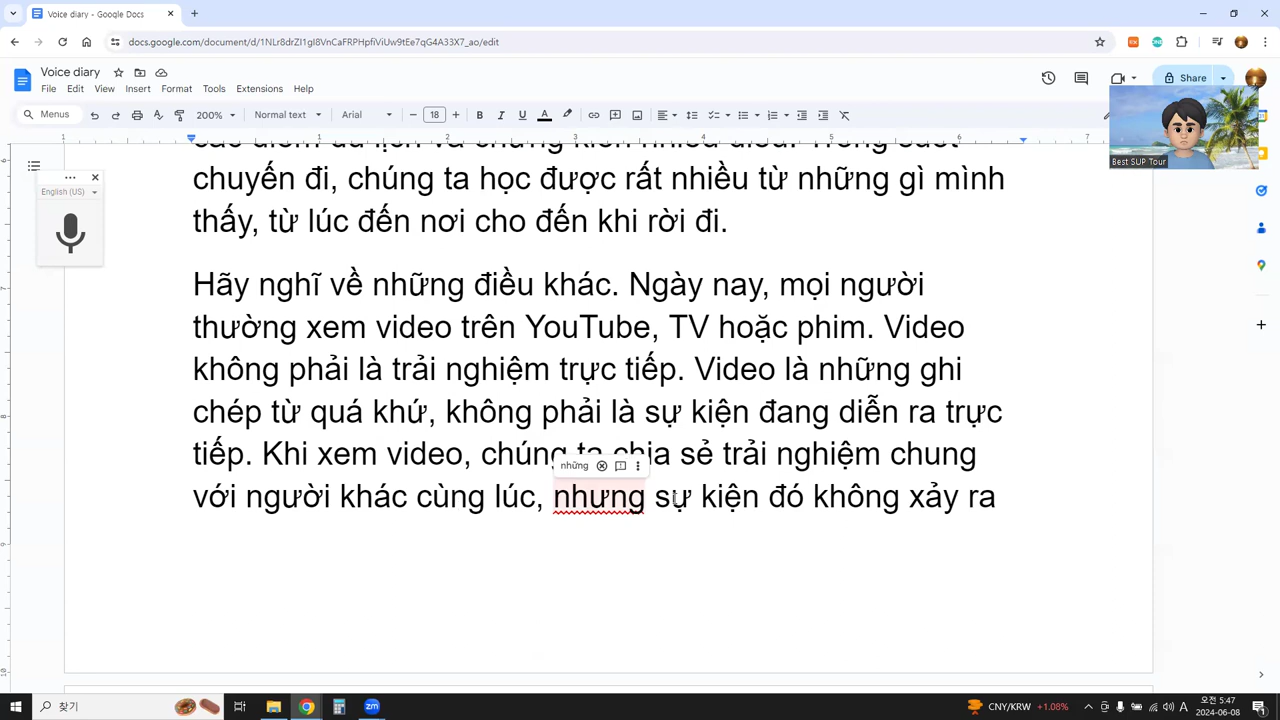 Voice diary - Google Docs
docs.google.com/document/d/1NLr8drZI1gI8VnCaFRPHpfiViUw9tEe7qG4A33X7_ao/edit
Voice diary
File Edit View Insert Format Tools Extensions Help
Share
Menus 200% Normal text Arial 18
Best SUP Tour
English (US)
chuyến đi, chúng ta học được rất nhiều từ những gì mình
thấy, từ lúc đến nơi cho đến khi rời đi.
Hãy nghĩ về những điều khác. Ngày nay, mọi người
thường xem video trên YouTube, TV hoặc phim. Video
không phải là trải nghiệm trực tiếp. Video là những ghi
chép từ quá khứ, không phải là sự kiện đang diễn ra trực
tiếp. Khi xem video, chúng ta chia sẻ trải nghiệm chung
những
với người khác cùng lúc, nhưng sự kiện đó không xảy ra
찾기
CNY/KRW +1.08%
A
오전 5:47
2024-06-08